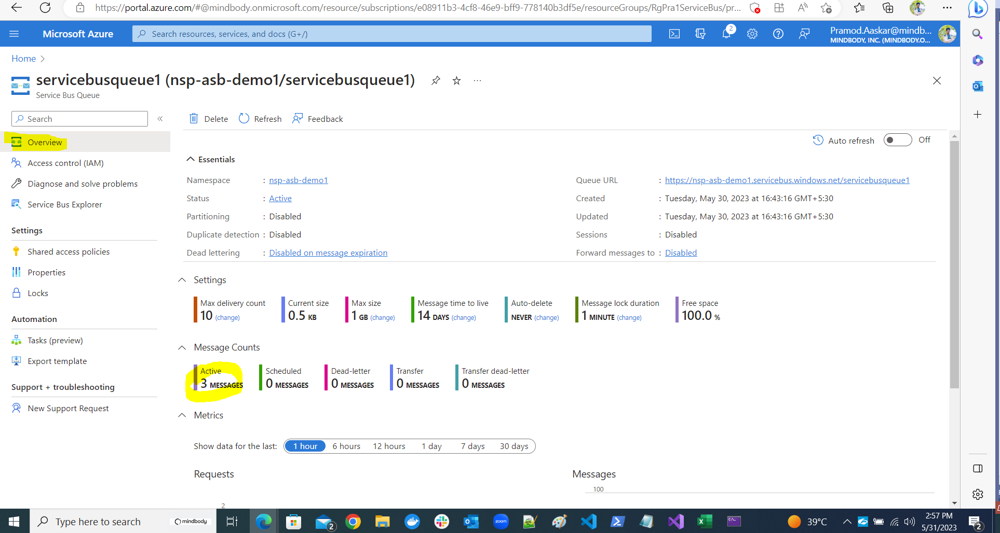 https://portal.azure.com/#@mindbody.onmicrosoft.com/resource/subscriptions/e08911b3-4cf8-46e9-bff9-778140b3df5e/resourceGroups/RgPra1ServiceBus/pr...
Microsoft Azure
Search resources, services, and docs (G+/)
2
Pramod.Aaskar@mindb...
MINDBODY, INC. (MINDBODY.O...
Home
servicebusqueue1 (nsp-asb-demo1/servicebusqueue1)
Service Bus Queue
Search
Delete
Refresh
Feedback
Overview
Access control (IAM)
Diagnose and solve problems
Service Bus Explorer
Settings
Shared access policies
Properties
Locks
Automation
Tasks (preview)
Export template
Support + troubleshooting
New Support Request
Auto refresh
Off
Essentials
Namespace : nsp-asb-demo1
Status : Active
Partitioning : Disabled
Duplicate detection : Disabled
Dead lettering : Disabled on message expiration
Queue URL : https://nsp-asb-demo1.servicebus.windows.net/servicebusqueue1
Created : Tuesday, May 30, 2023 at 16:43:16 GMT+5:30
Updated : Tuesday, May 30, 2023 at 16:43:16 GMT+5:30
Sessions : Disabled
Forward messages to : Disabled
Settings
Max delivery count
10 (change)
Current size
0.5 KB
Max size
1 GB (change)
Message time to live
14 DAYS (change)
Auto-delete
NEVER (change)
Message lock duration
1 MINUTE (change)
Free space
100.0 %
Message Counts
Active
3 MESSAGES
Scheduled
0 MESSAGES
Dead-letter
0 MESSAGES
Transfer
0 MESSAGES
Transfer dead-letter
0 MESSAGES
Metrics
Show data for the last: 1 hour 6 hours 12 hours 1 day 7 days 30 days
Requests
2
Messages
100
Type here to search
mindbody
2
zoom
39°C
2:57 PM
5/31/2023
2